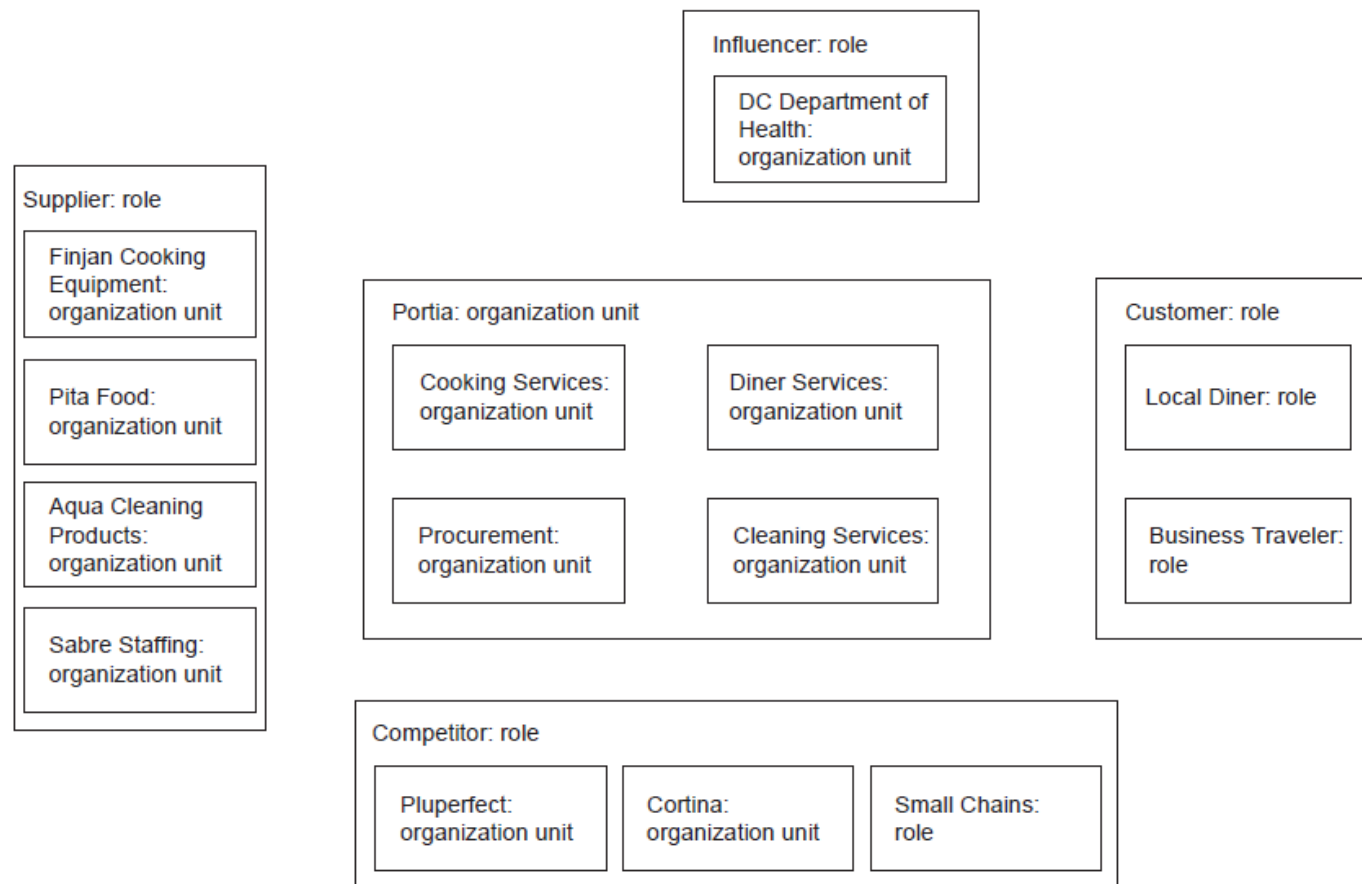 Influencer: role
DC Department of
Health:
organization unit
Supplier: role
Finjan Cooking
Equipment:
organization unit
Pita Food:
organization unit
Aqua Cleaning
Products:
organization unit
Sabre Staffing:
organization unit
Portia: organization unit
Cooking Services:
organization unit
Diner Services:
organization unit
Procurement:
organization unit
Cleaning Services:
organization unit
Customer: role
Local Diner: role
Business Traveler:
role
Competitor: role
Pluperfect:
organization unit
Cortina:
organization unit
Small Chains:
role